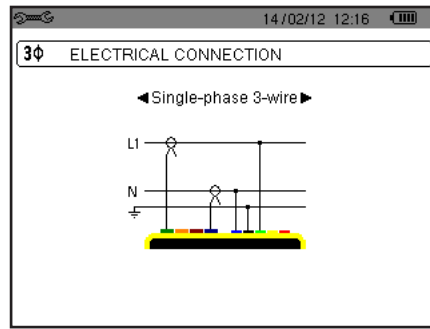 14/02/12 12:16
3Φ ELECTRICAL CONNECTION
◄Single-phase 3-wire►
L1
N